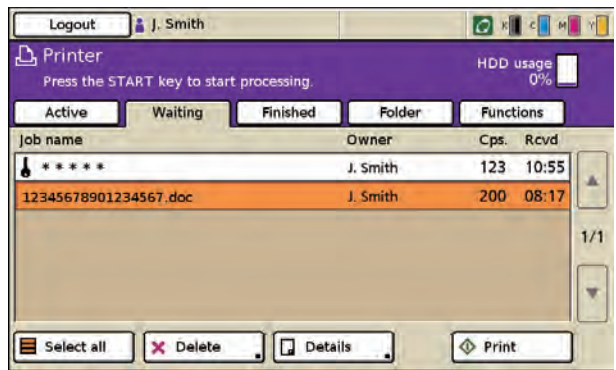 Logout J. Smith K C M Y
Printer
Press the START key to start processing.
HDD usage
0%
Active Waiting Finished Folder Functions
Job name Owner Cps. Rcvd
***** J. Smith 123 10:55
12345678901234567.doc J. Smith 200 08:17
1/1
Select all Delete Details Print